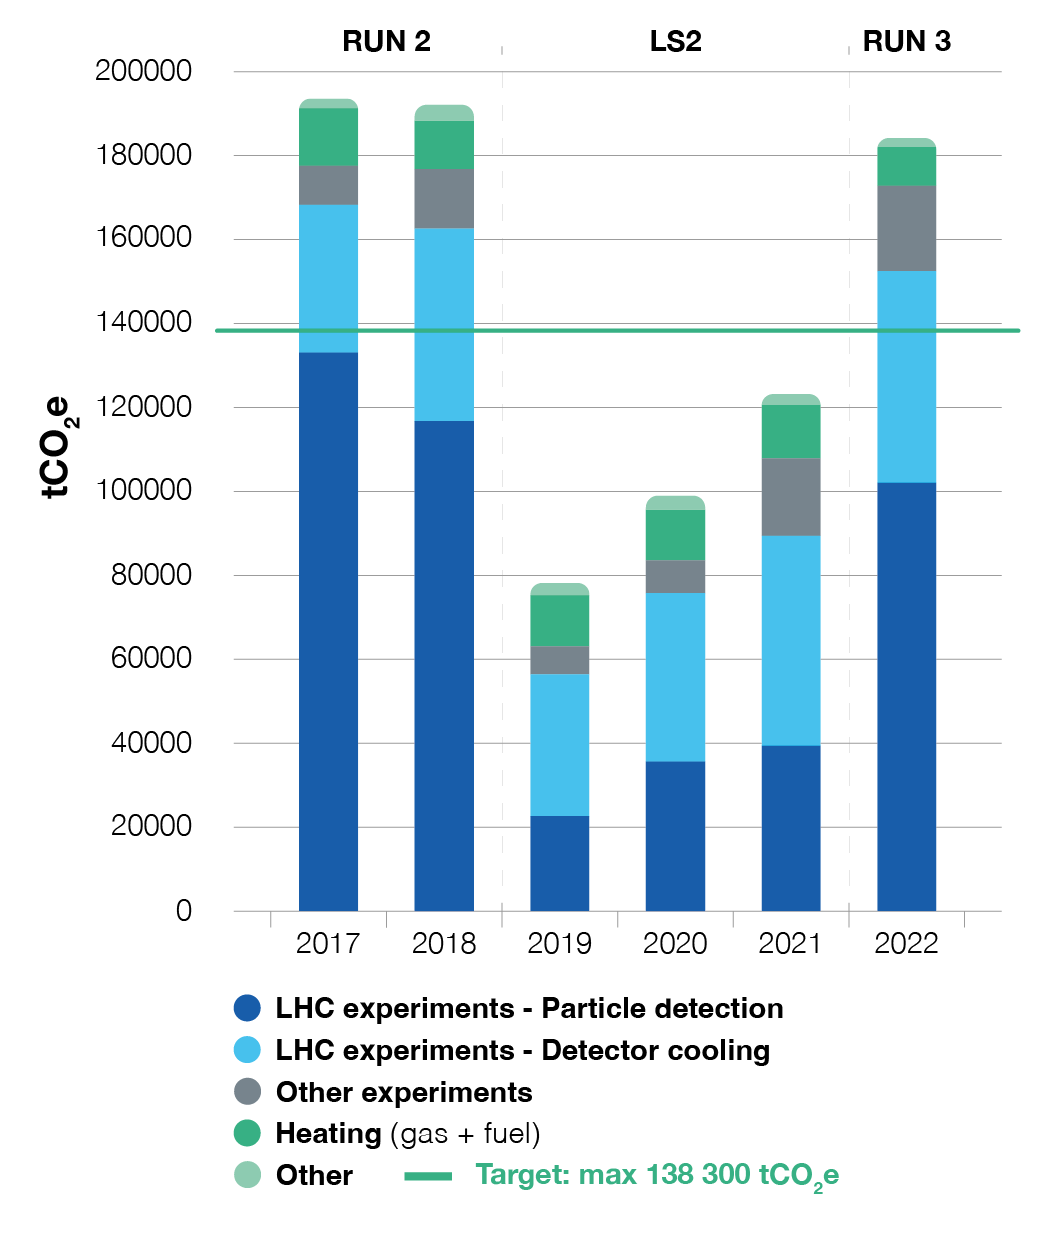 RUN 2 LS2 RUN 3
200000
180000
160000
140000
120000
100000
80000
60000
40000
20000
0
tCO₂e
2017 2018 2019 2020 2021 2022
LHC experiments - Particle detection
LHC experiments - Detector cooling
Other experiments
Heating (gas + fuel)
Other Target: max 138 300 tCO₂e